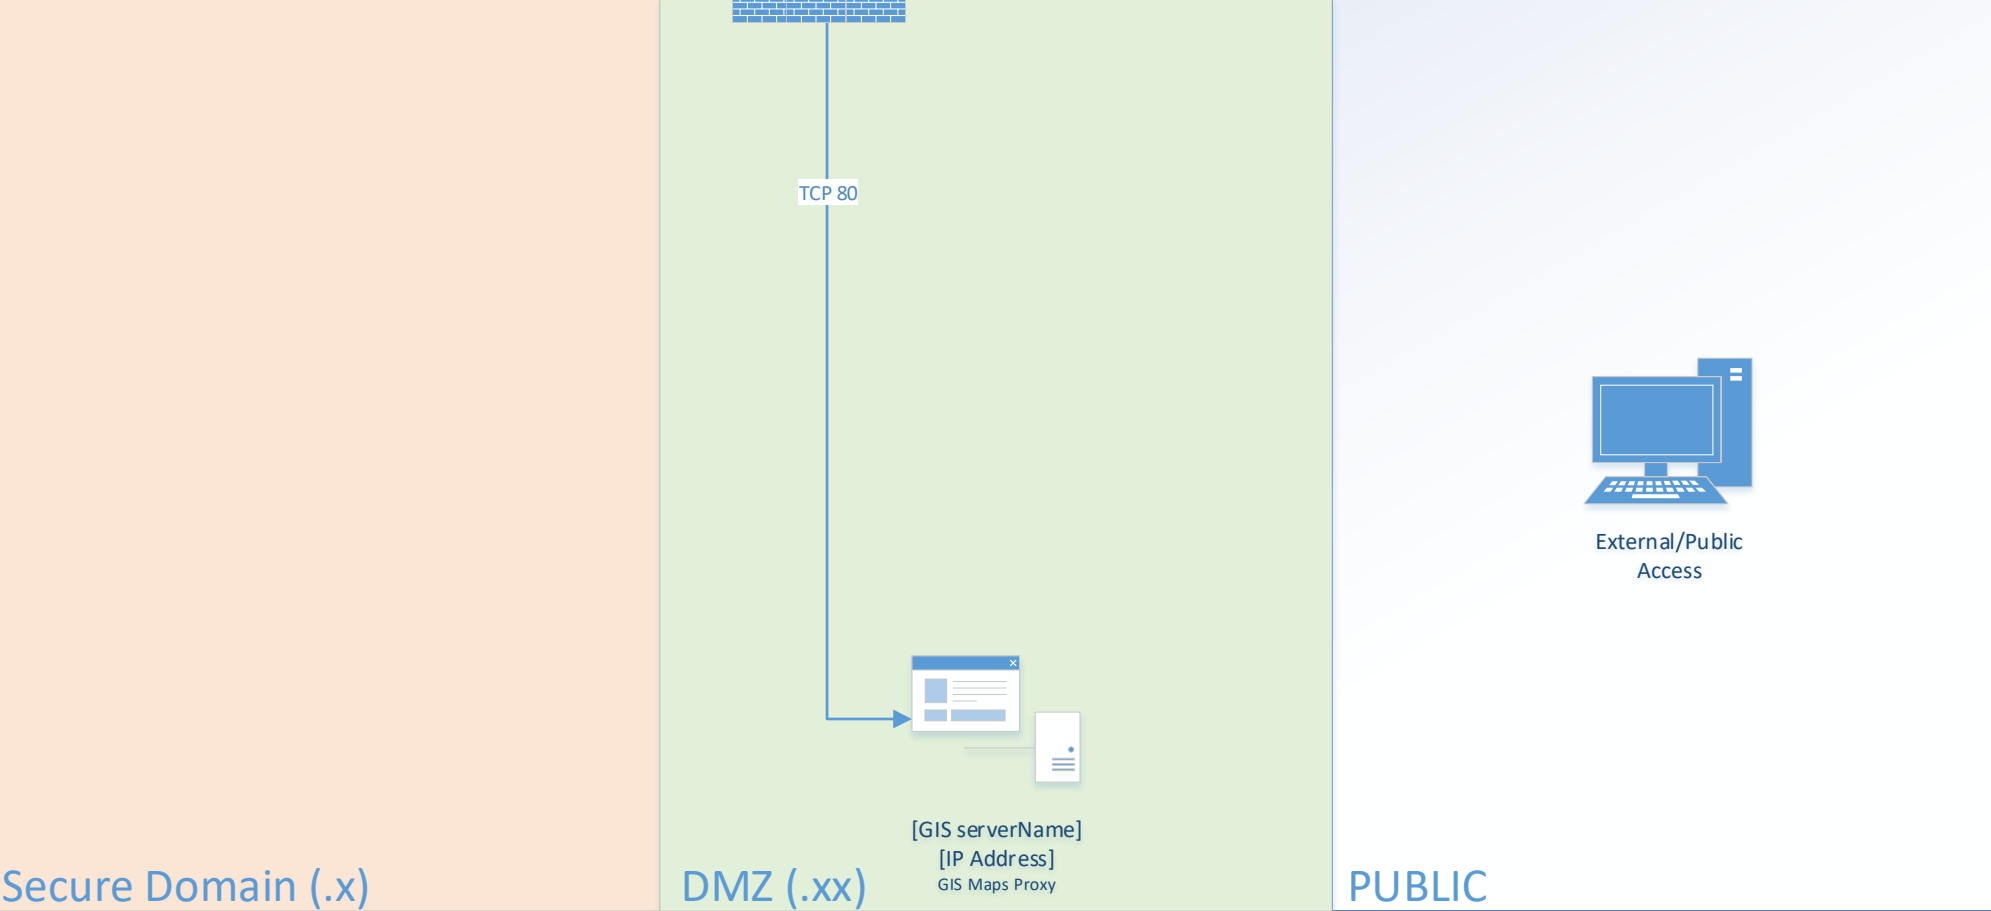 TCP 80
External/Public
Access
[GIS serverName]
[IP Address]
GIS Maps Proxy
Secure Domain (.x)
DMZ (.xx)
PUBLIC